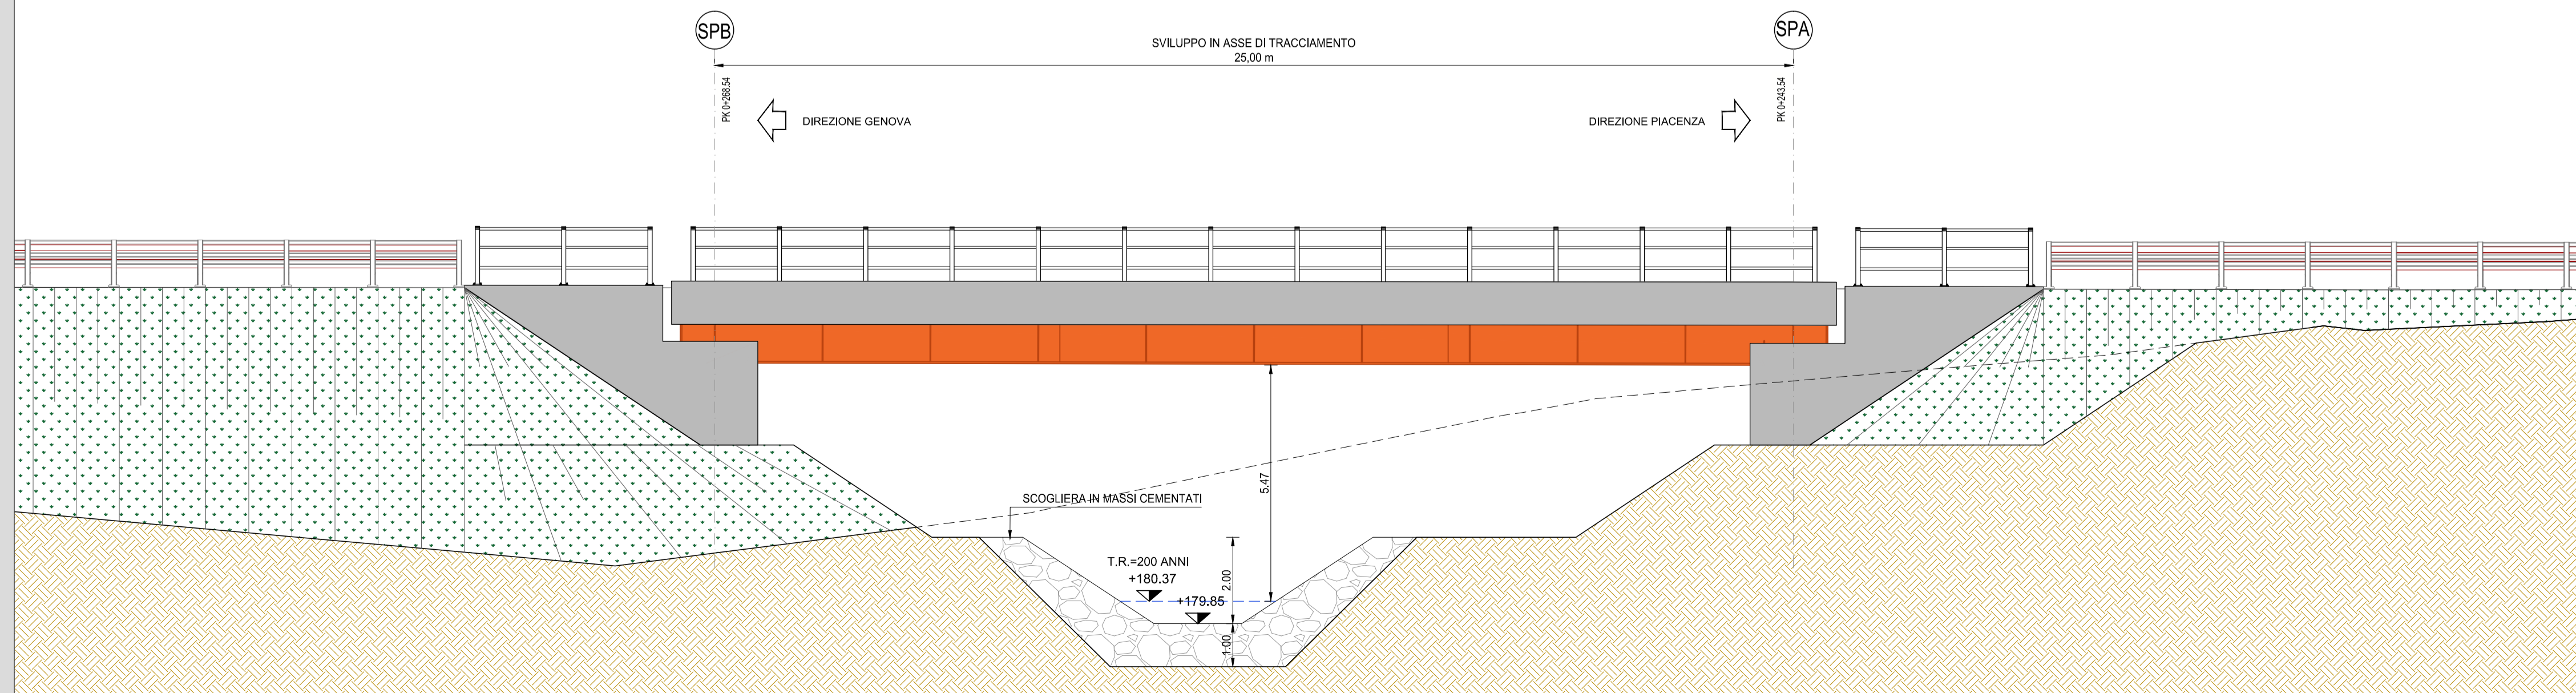 SPB
SPA
SVILUPPO IN ASSE DI TRACCIAMENTO
25,00 m
PK 0+268.54
PK 0+243.54
DIREZIONE GENOVA
DIREZIONE PIACENZA
5.47
SCOGLIERA IN MASSI CEMENTATI
T.R.=200 ANNI
+180.37
+179.85
2.00
1.00